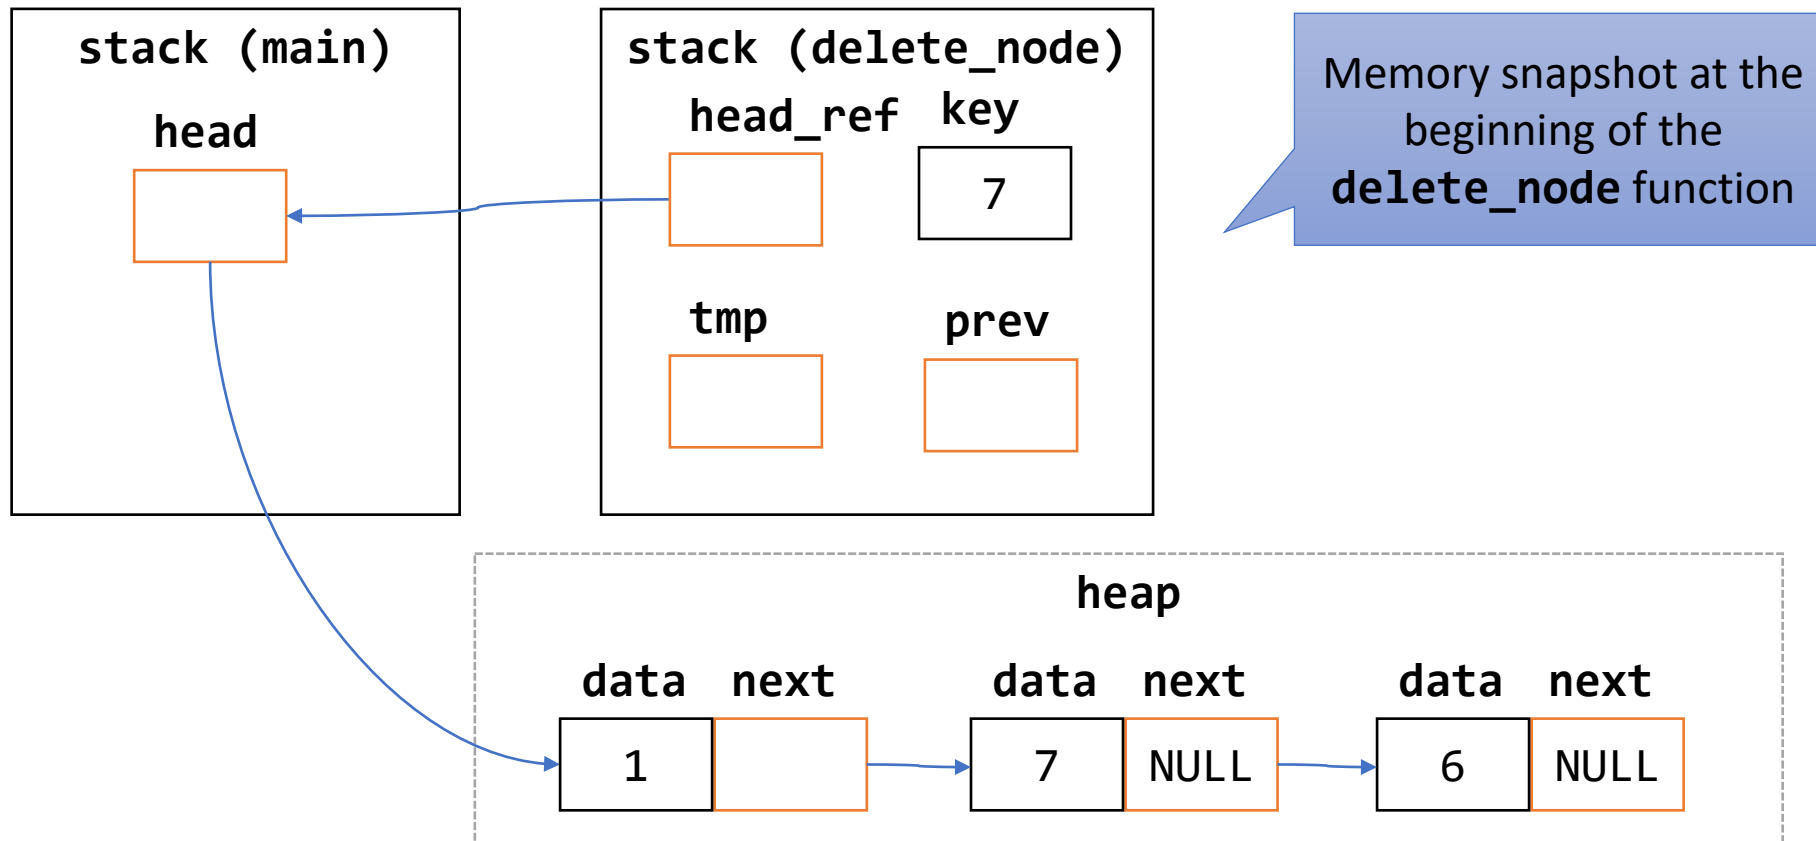 stack (main)
head
stack (delete_node)
head_ref key
7
tmp prev
Memory snapshot at the
beginning of the
delete_node function
heap
data next data next data next
1 7 NULL 6 NULL